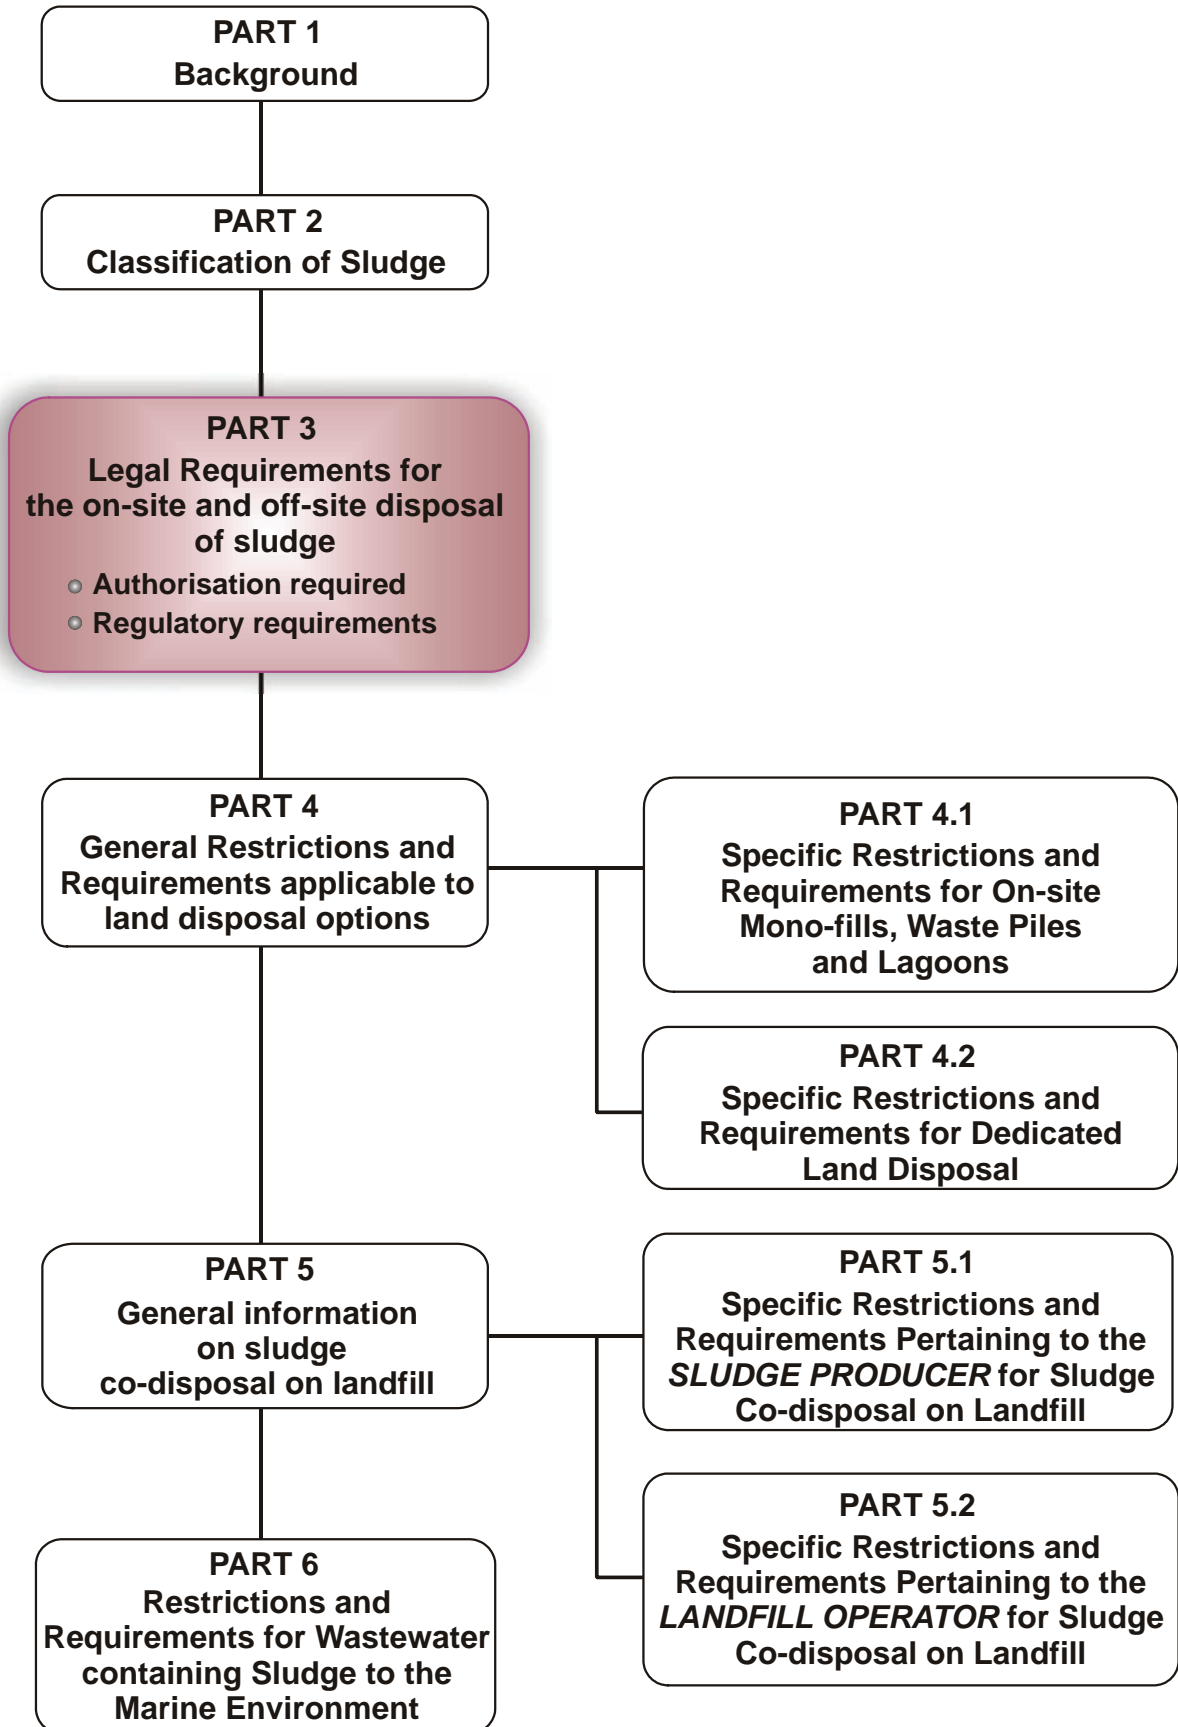 PART 1
Background
PART 2
Classification of Sludge
PART 3
Legal Requirements for
the on-site and off-site disposal
of sludge
Authorisation required
Regulatory requirements
PART 4
General Restrictions and
Requirements applicable to
land disposal options
PART 4.1
Specific Restrictions and
Requirements for On-site
Mono-fills, Waste Piles
and Lagoons
PART 4.2
Specific Restrictions and
Requirements for Dedicated
Land Disposal
PART 5
General information
on sludge
co-disposal on landfill
PART 5.1
Specific Restrictions and
Requirements Pertaining to the
SLUDGE PRODUCER for Sludge
Co-disposal on Landfill
PART 5.2
Specific Restrictions and
Requirements Pertaining to the
LANDFILL OPERATOR for Sludge
Co-disposal on Landfill
PART 6
Restrictions and
Requirements for Wastewater
containing Sludge to the
Marine Environment